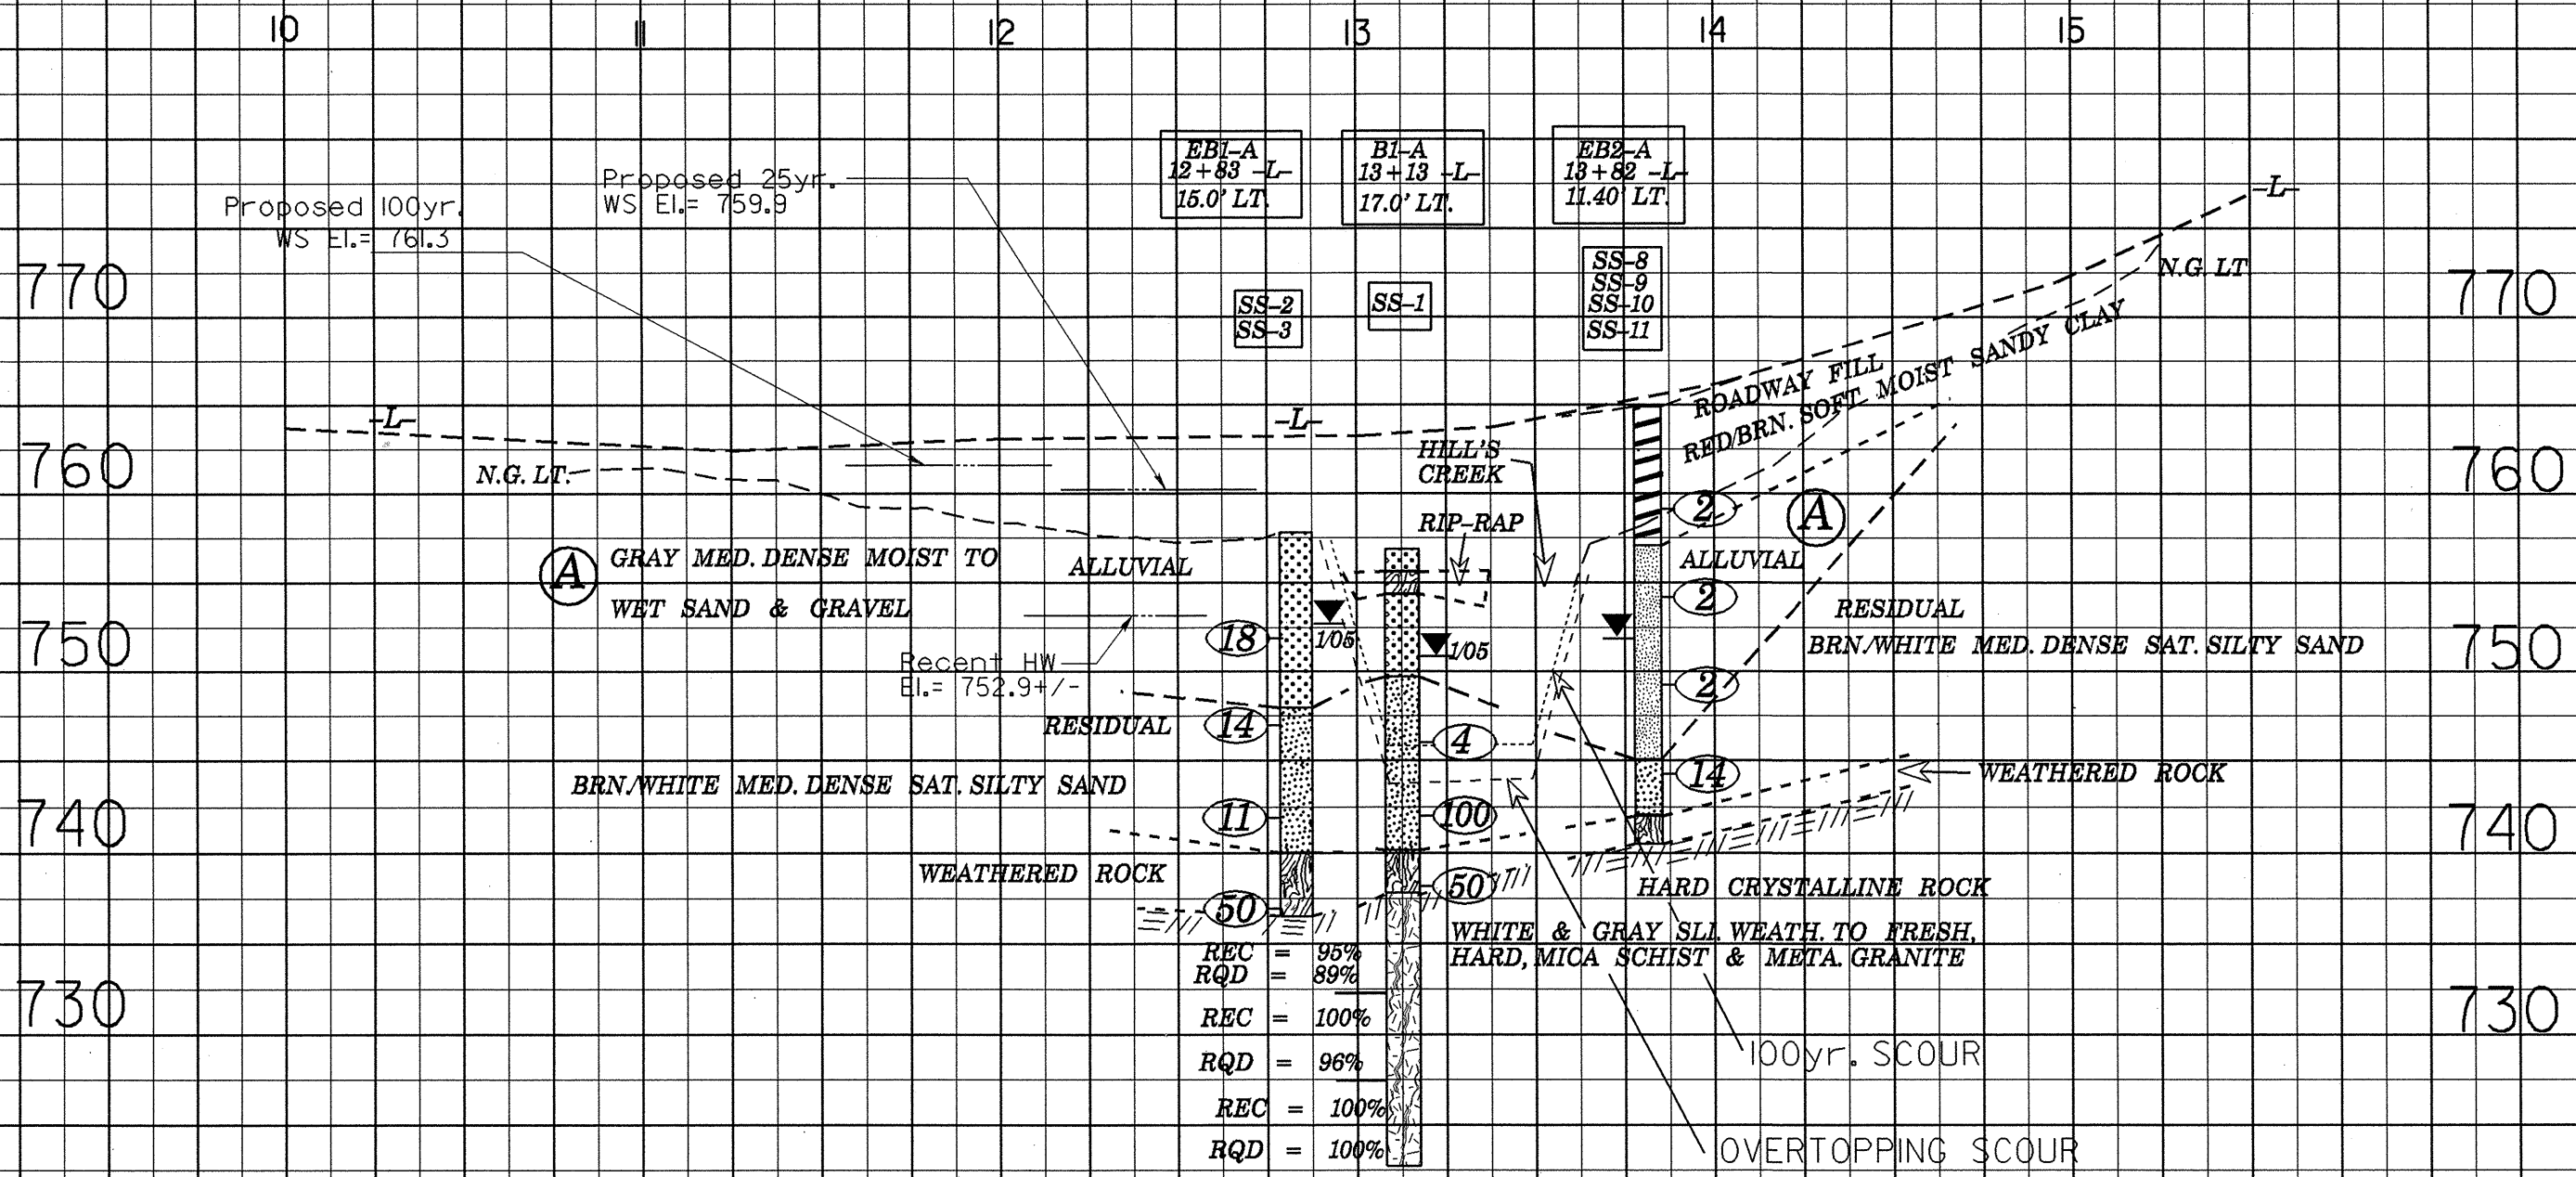 10 11 12 13 14 15
EB1-A
12+83 -L-
15.0' LT.
B1-A
13+13 -L-
17.0' LT.
EB2-A
13+82 -L-
11.40' LT.
Proposed 25yr.
WS El.= 759.9
Proposed 100yr.
WS El.= 761.3
-L-
N.G. LT
770
770
SS-2
SS-3
SS-1
SS-8
SS-9
SS-10
SS-11
ROADWAY FILL
RED/BRN. SOFT MOIST SANDY CLAY
-L-
-L-
760
760
N.G. LT.
HILL'S
CREEK
RIP-RAP
2
A
A
GRAY MED. DENSE MOIST TO
WET SAND & GRAVEL
ALLUVIAL
ALLUVIAL
2
RESIDUAL
BRN./WHITE MED. DENSE SAT. SILTY SAND
750
750
18
1/05
1/05
Recent HW
El.= 752.9+/-
2
RESIDUAL
14
4
14
WEATHERED ROCK
BRN./WHITE MED. DENSE SAT. SILTY SAND
740
740
11
100
WEATHERED ROCK
50
50
HARD CRYSTALLINE ROCK
WHITE & GRAY SLI. WEATH. TO FRESH,
HARD, MICA SCHIST & META. GRANITE
REC = 95%
RQD = 89%
730
730
REC = 100%
RQD = 96%
100yr. SCOUR
REC = 100%
RQD = 100%
OVERTOPPING SCOUR